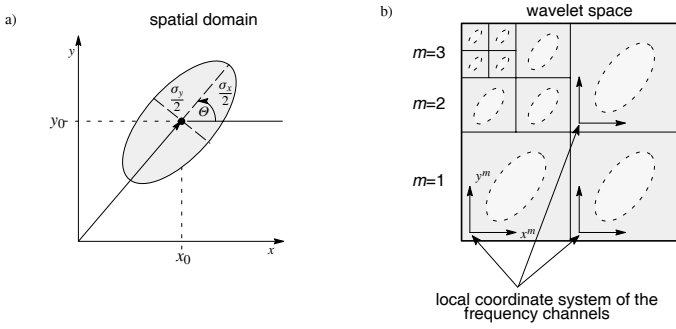 a)
spatial domain
y
σy/2
σx/2
Θ
y0
x0
x
b)
wavelet space
m=3
m=2
m=1
y^m
x^m
local coordinate system of the
frequency channels